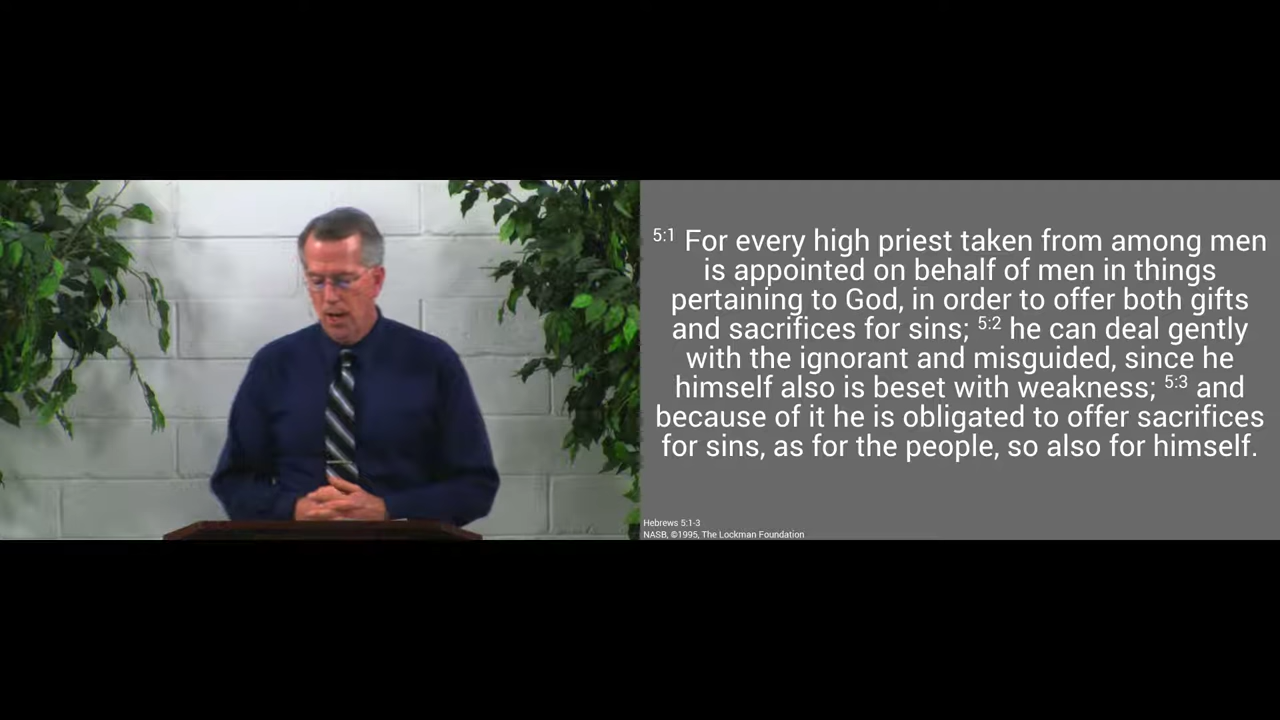 5:1 For every high priest taken from among men
is appointed on behalf of men in things
pertaining to God, in order to offer both gifts
and sacrifices for sins; 5:2 he can deal gently
with the ignorant and misguided, since he
himself also is beset with weakness; 5:3 and
because of it he is obligated to offer sacrifices
for sins, as for the people, so also for himself.
Hebrews 5:1-3
NASB, ©1995, The Lockman Foundation